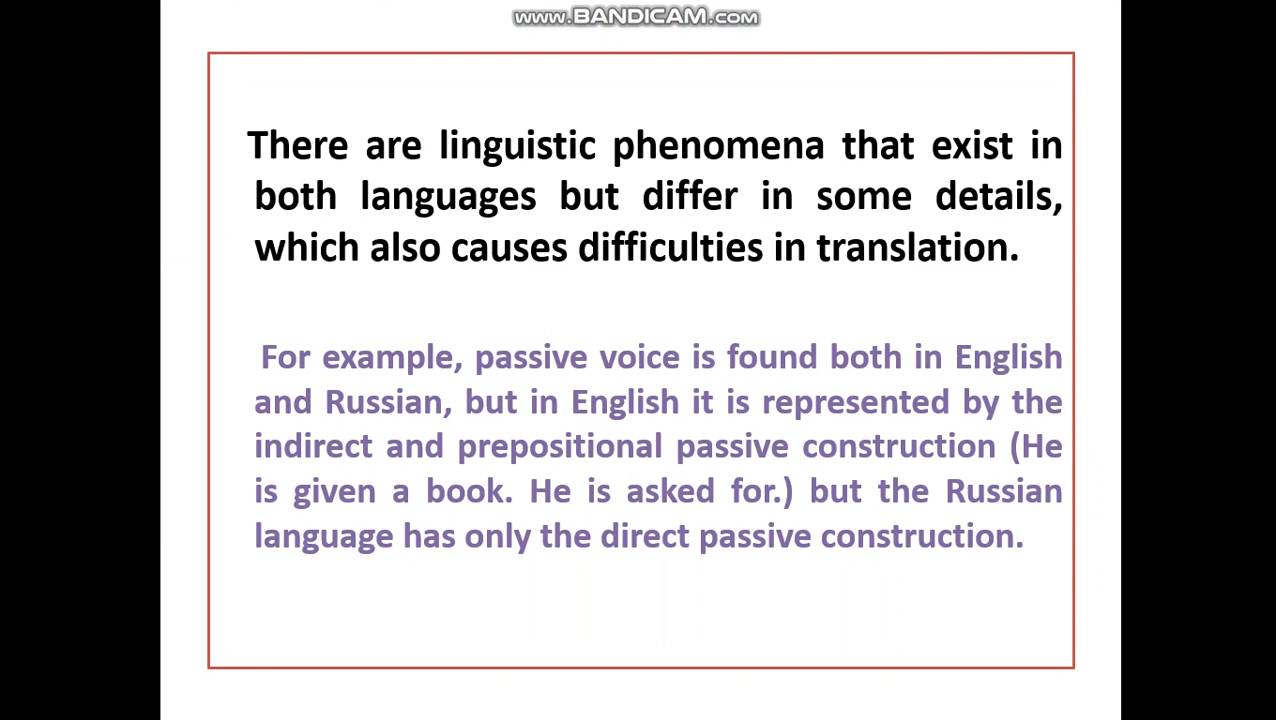 www.BANDICAM.com
There are linguistic phenomena that exist in
both languages but differ in some details,
which also causes difficulties in translation.
For example, passive voice is found both in English
and Russian, but in English it is represented by the
indirect and prepositional passive construction (He
is given a book. He is asked for.) but the Russian
language has only the direct passive construction.